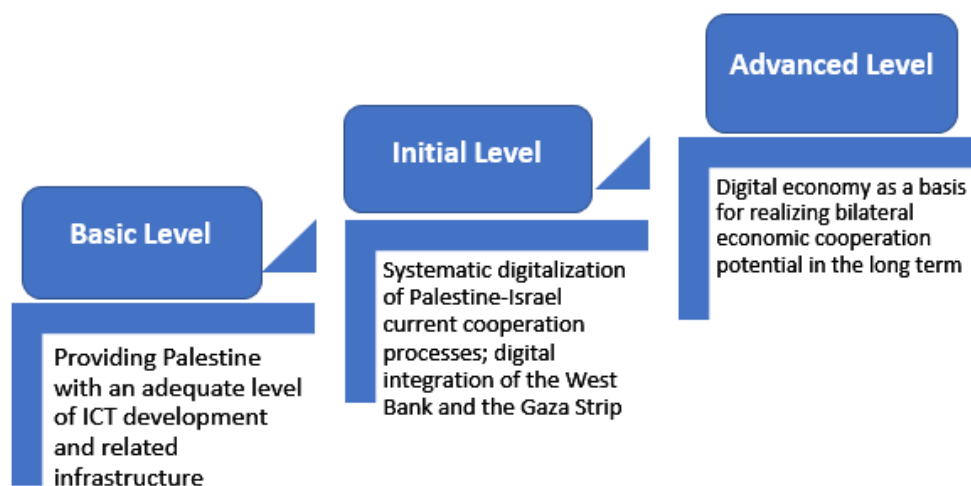 Basic Level
Providing Palestine
with an adequate level
of ICT development
and related
infrastructure
Initial Level
Systematic digitalization
of Palestine-Israel
current cooperation
processes; digital
integration of the West
Bank and the Gaza Strip
Advanced Level
Digital economy as a basis
for realizing bilateral
economic cooperation
potential in the long term